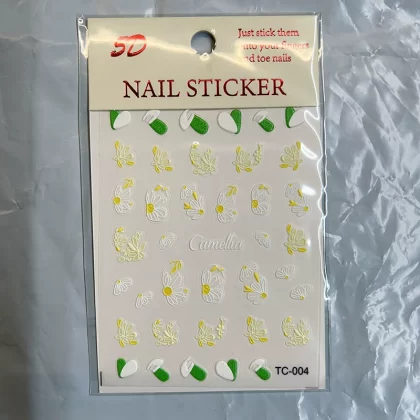 5D
Just stick them
onto your fingers
and toe nails
NAIL STICKER
Camellia
TC-004